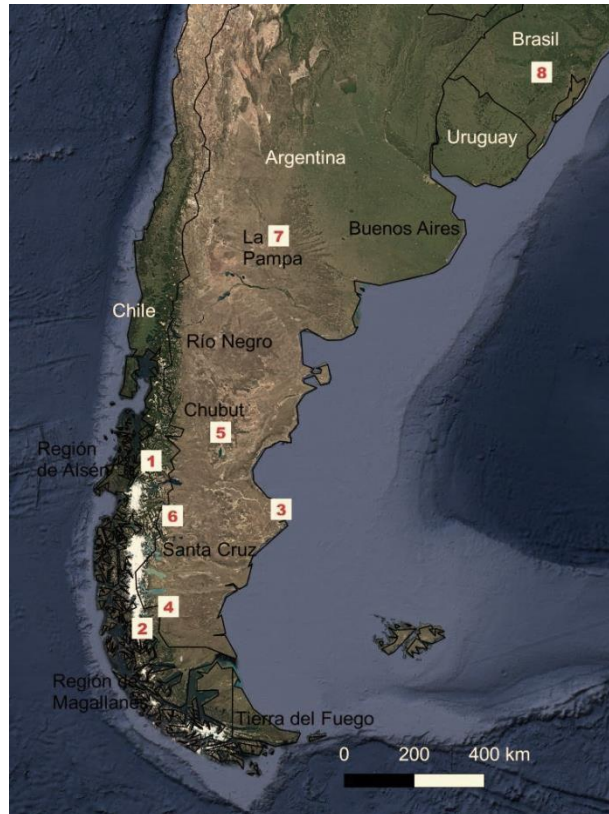 Brasil
8
Uruguay
Argentina
7
La
Pampa
Buenos Aires
Chile
Río Negro
Chubut
5
Región
de Aisén
1
6
3
Santa Cruz
4
2
Región de
Magallanes
Tierra del Fuego
0 200 400 km